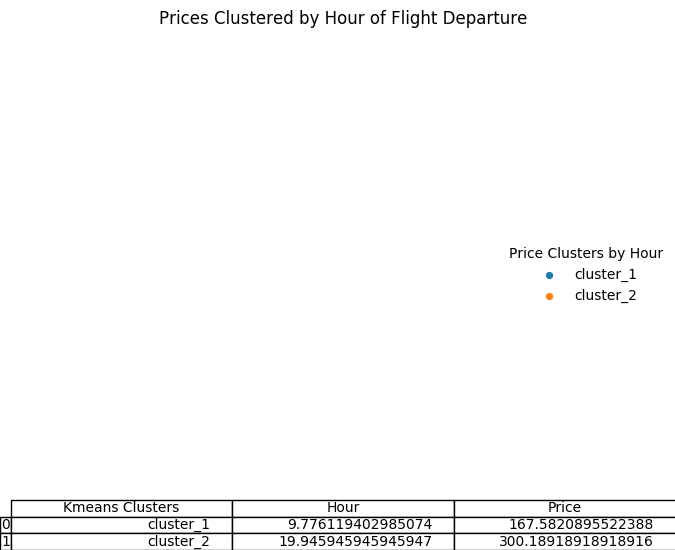 Prices Clustered by Hour of Flight Departure
Price Clusters by Hour
cluster_1
cluster_2
Kmeans Clusters Hour Price
0 cluster_1 9.776119402985074 167.5820895522388
1 cluster_2 19.945945945945947 300.18918918918916